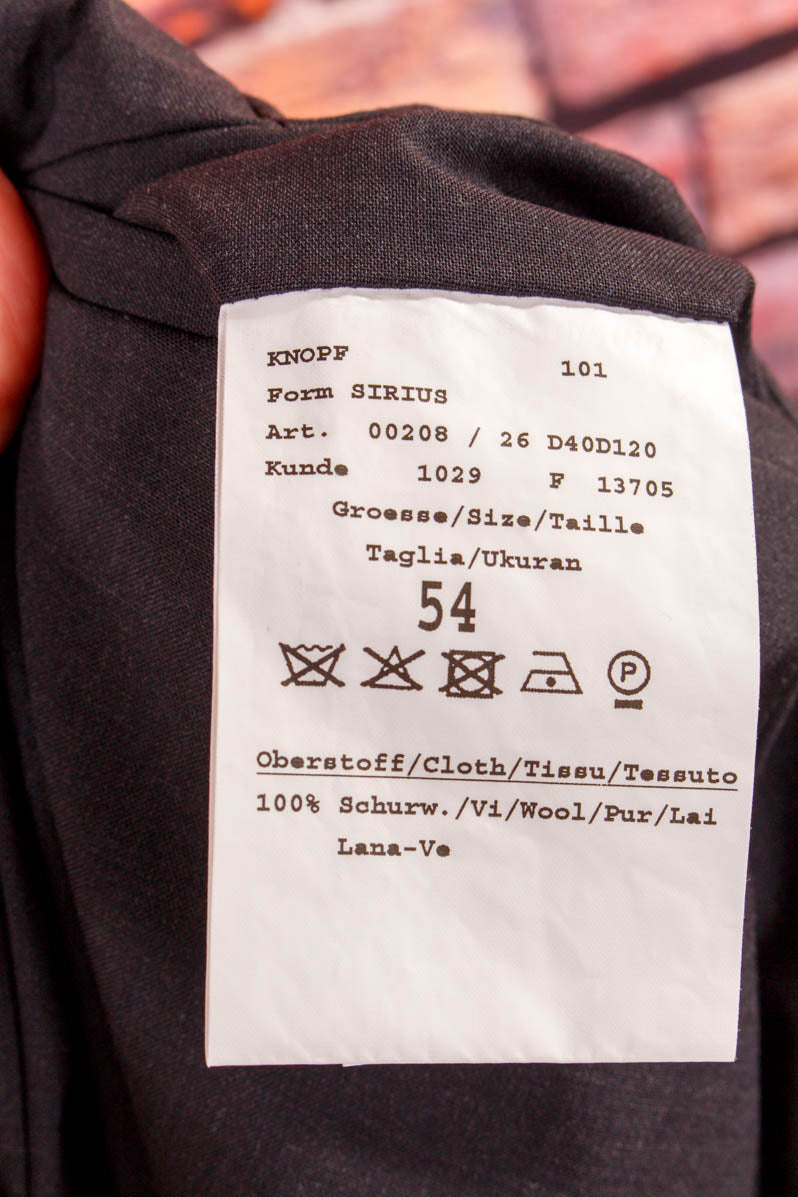 KNOPF 101
Form SIRIUS
Art. 00208 / 26 D40D120
Kunde 1029 F 13705
Groesse/Size/Taille
Taglia/Ukuran
54
P
Oberstoff/Cloth/Tissu/Tessuto
100% Schurw./Vi/Wool/Pur/Lai
Lana-Ve